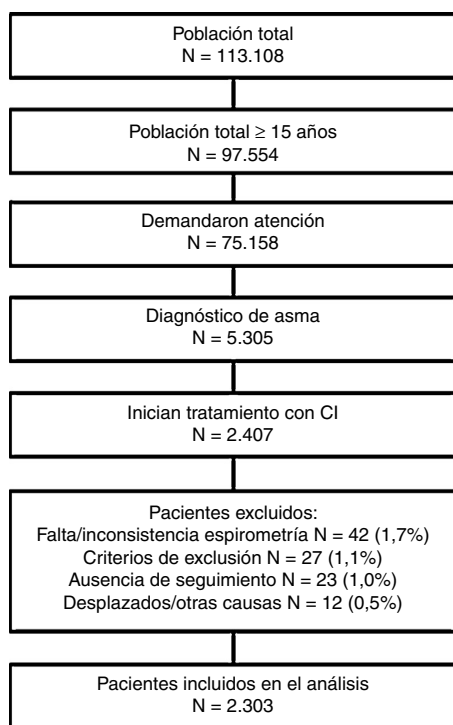 Población total
N = 113.108
Población total ≥ 15 años
N = 97.554
Demandaron atención
N = 75.158
Diagnóstico de asma
N = 5.305
Inician tratamiento con CI
N = 2.407
Pacientes excluidos:
Falta/inconsistencia espirometría N = 42 (1,7%)
Criterios de exclusión N = 27 (1,1%)
Ausencia de seguimiento N = 23 (1,0%)
Desplazados/otras causas N = 12 (0,5%)
Pacientes incluidos en el análisis
N = 2.303